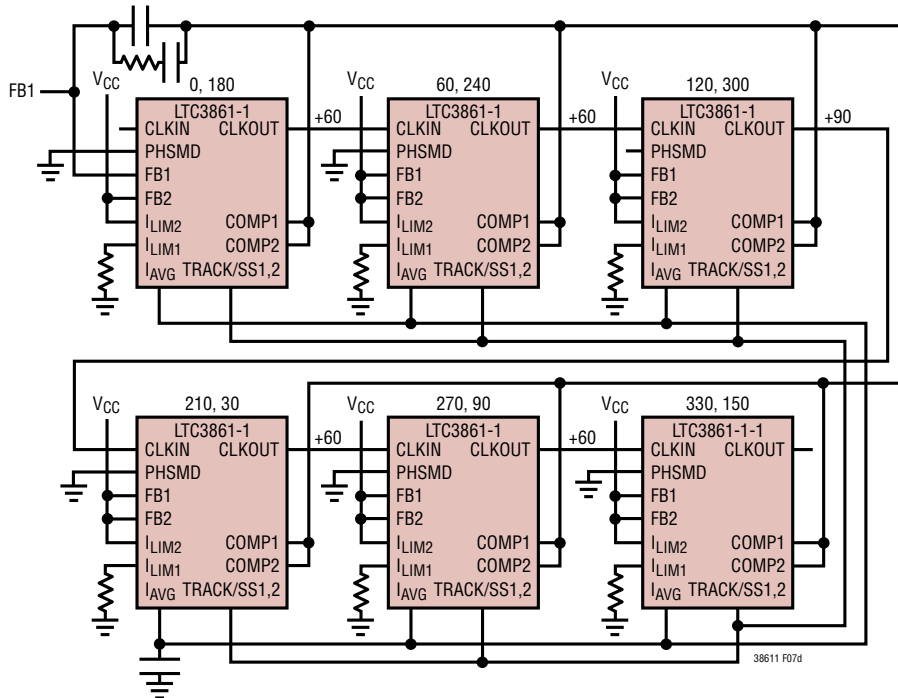 FB1
VCC
0, 180
LTC3861-1
CLKIN CLKOUT
PHSMD
FB1
FB2
ILIM2 COMP1
ILIM1 COMP2
IAVG TRACK/SS1,2
+60
VCC
60, 240
LTC3861-1
CLKIN CLKOUT
PHSMD
FB1
FB2
ILIM2 COMP1
ILIM1 COMP2
IAVG TRACK/SS1,2
+60
VCC
120, 300
LTC3861-1
CLKIN CLKOUT
PHSMD
FB1
FB2
ILIM2 COMP1
ILIM1 COMP2
IAVG TRACK/SS1,2
+90
VCC
210, 30
LTC3861-1
CLKIN CLKOUT
PHSMD
FB1
FB2
ILIM2 COMP1
ILIM1 COMP2
IAVG TRACK/SS1,2
+60
VCC
270, 90
LTC3861-1
CLKIN CLKOUT
PHSMD
FB1
FB2
ILIM2 COMP1
ILIM1 COMP2
IAVG TRACK/SS1,2
+60
VCC
330, 150
LTC3861-1-1
CLKIN CLKOUT
PHSMD
FB1
FB2
ILIM2 COMP1
ILIM1 COMP2
IAVG TRACK/SS1,2
38611 F07d